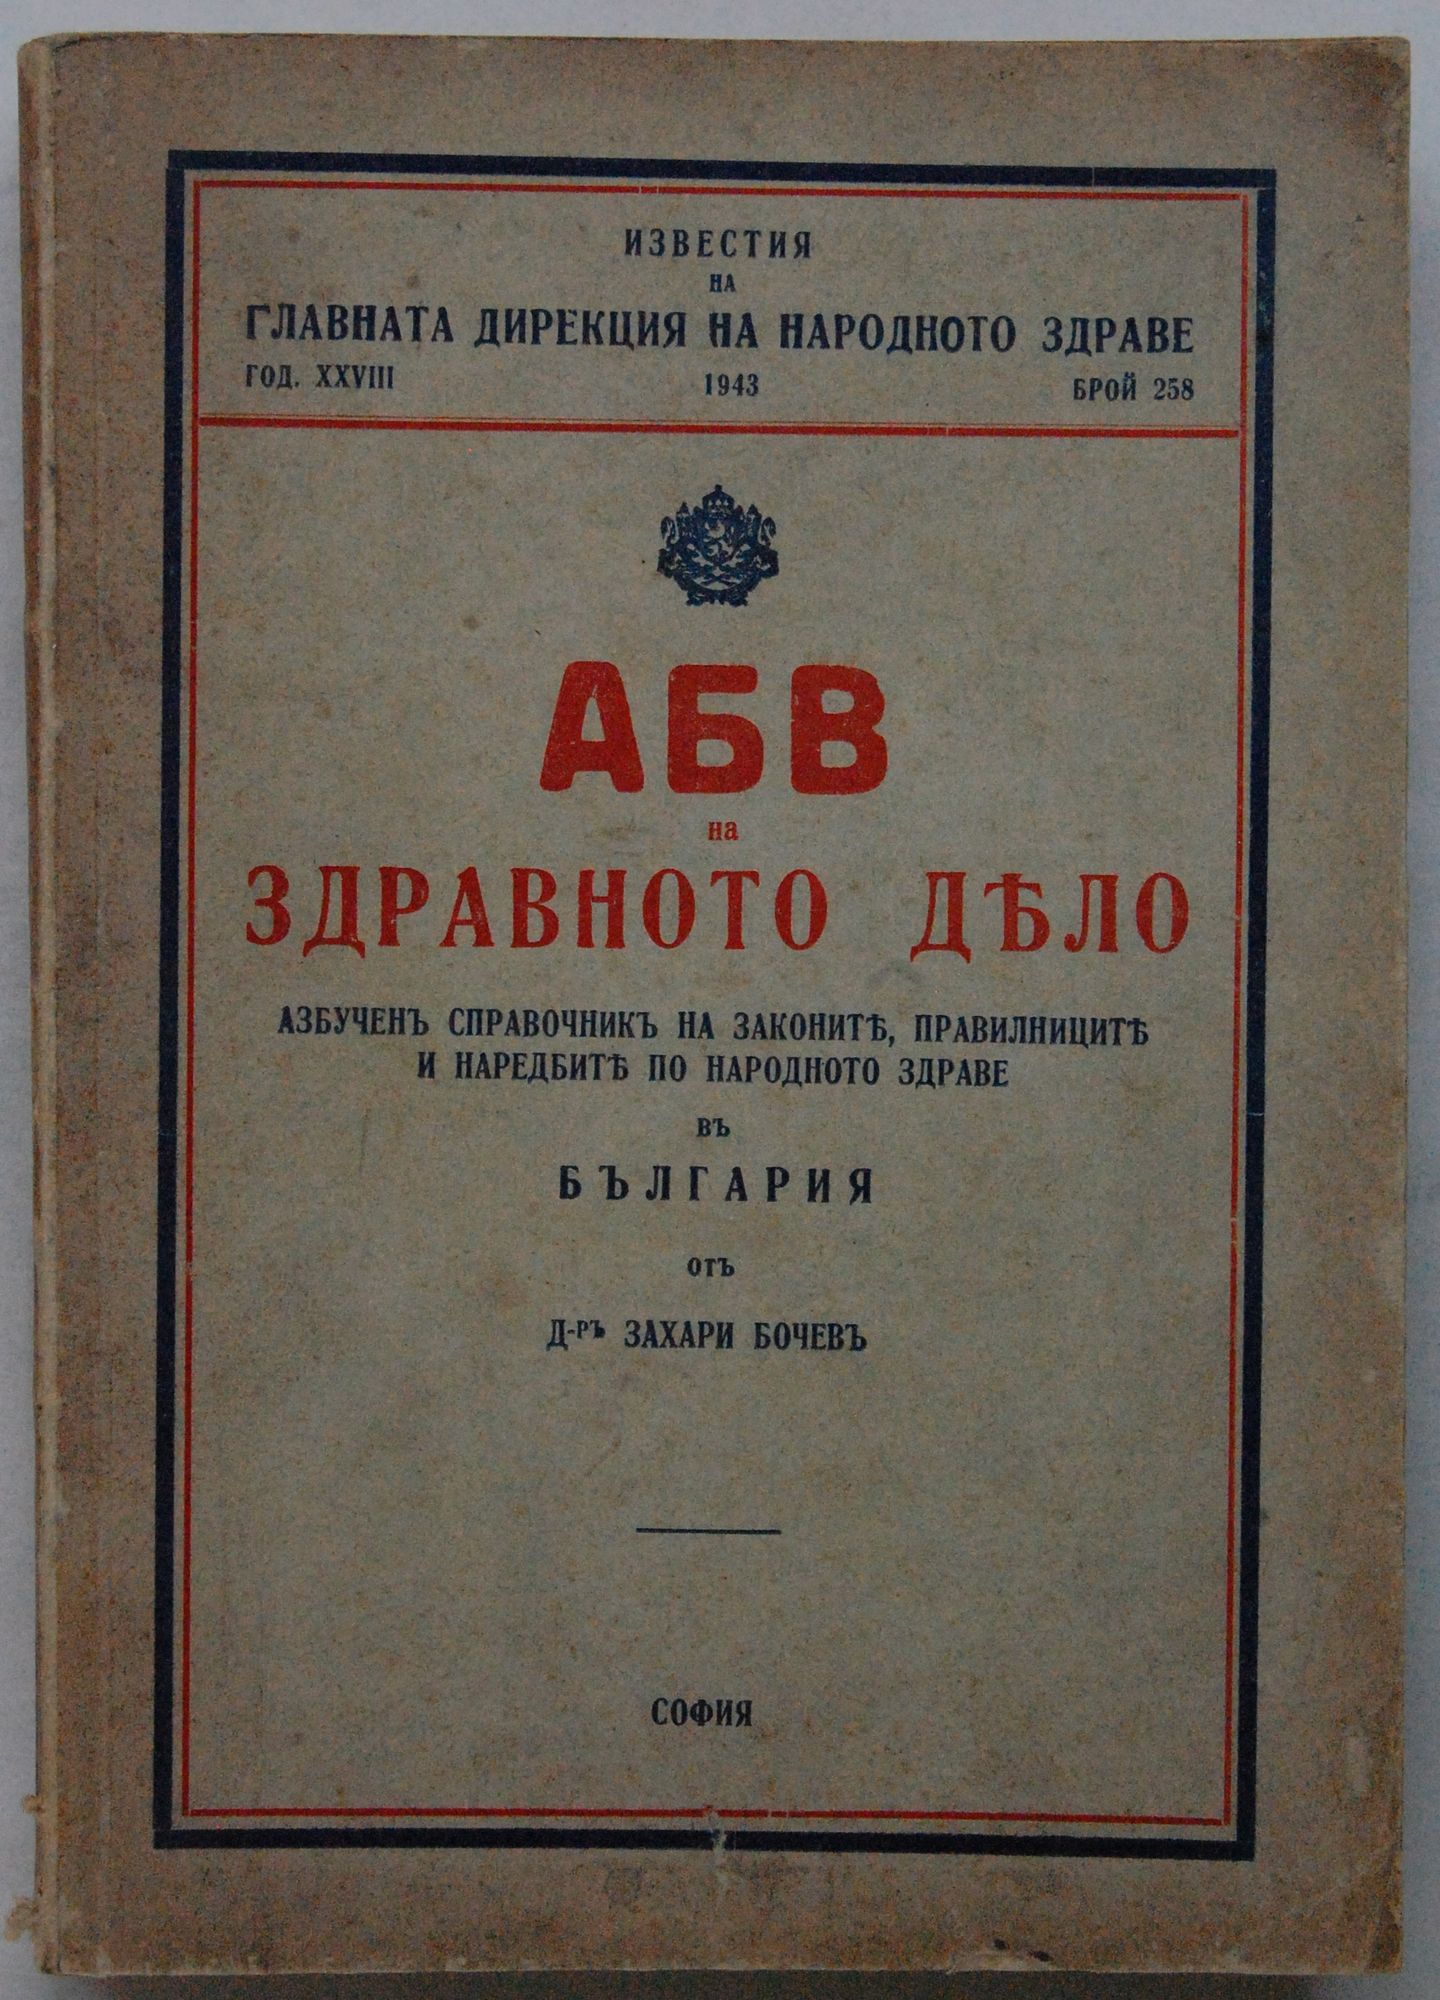 ИЗВЕСТИЯ
НА
ГЛАВНАТА ДИРЕКЦИЯ НА НАРОДНОТО ЗДРАВЕ
ГОД. XXVIII 1943 БРОЙ 258
АБВ
на
ЗДРАВНОТО ДѢЛО
АЗБУЧЕНЪ СПРАВОЧНИКЪ НА ЗАКОНИТѢ, ПРАВИЛНИЦИТѢ
И НАРЕДБИТѢ ПО НАРОДНОТО ЗДРАВЕ
ВЪ
БЪЛГАРИЯ
отъ
Д-РЪ ЗАХАРИ БОЧЕВЪ
СОФИЯ